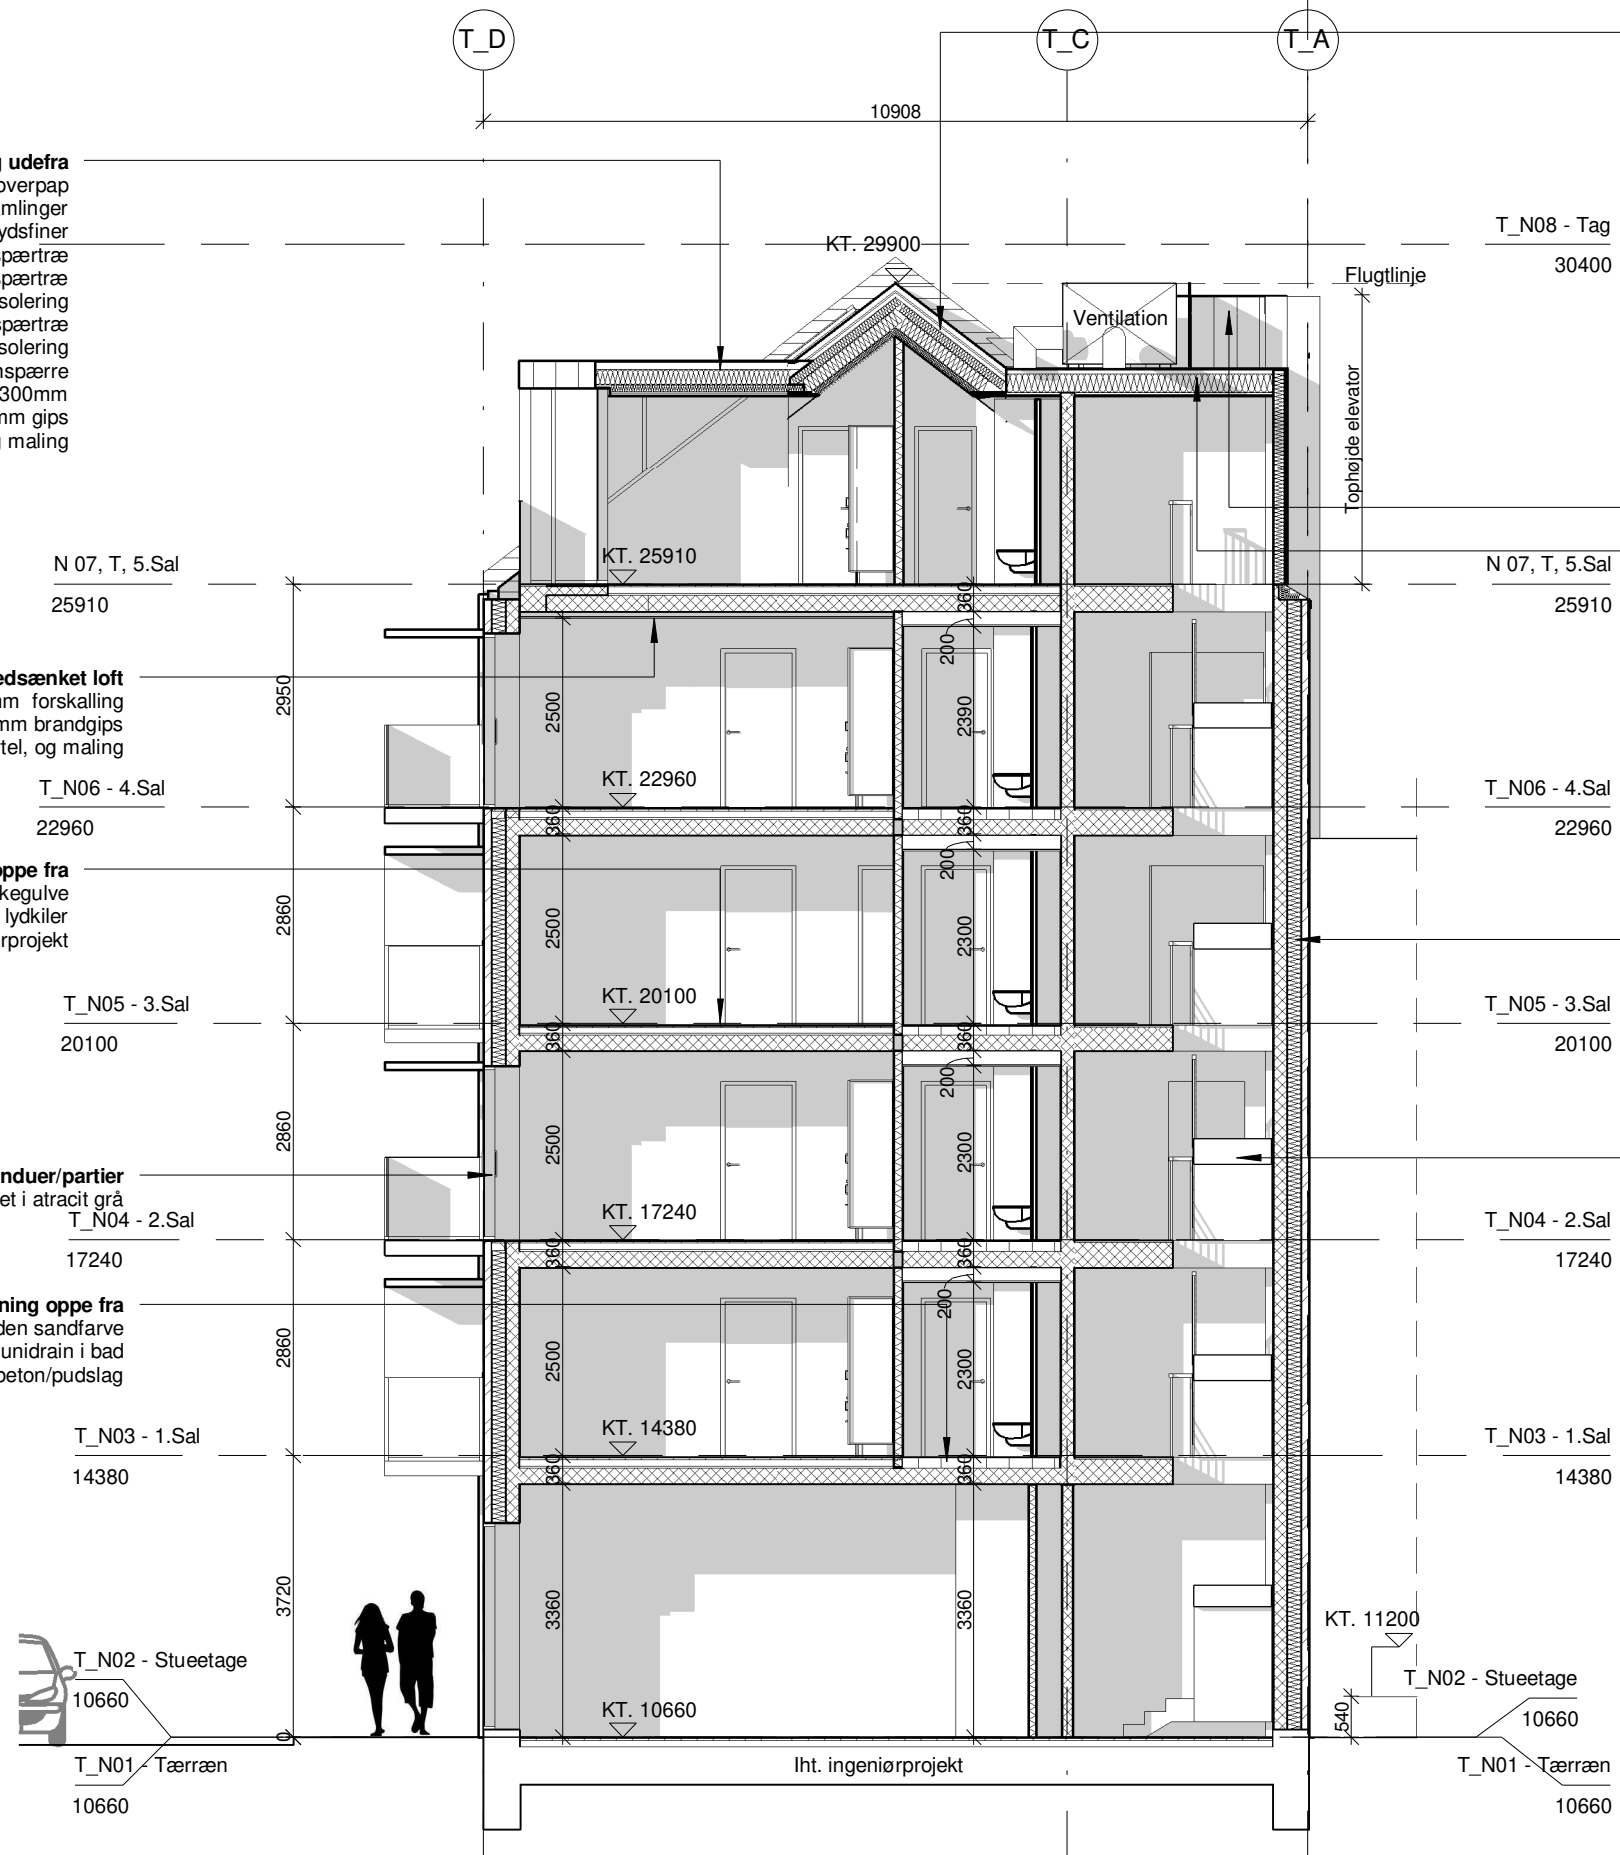 T_D
T_C
T_A
10908
udefra
overpap
mlinger
ydsfiner
spærtræ
spærtræ
solering
spærtræ
solering
nspærre
300mm
mm gips
maling
KT. 29900
T_N08 - Tag
30400
Flugtlinje
Ventilation
Tophøjde elevator
N 07, T, 5.Sal
25910
KT. 25910
N 07, T, 5.Sal
25910
360
200
edsænket loft
mm forskalling
mm brandgips
rtel, og maling
2950
2500
2390
T_N06 - 4.Sal
22960
KT. 22960
T_N06 - 4.Sal
22960
360
360
200
oppe fra
kegulve
lydkiler
rprojekt
2860
2500
2300
T_N05 - 3.Sal
20100
KT. 20100
T_N05 - 3.Sal
20100
360
360
200
2860
2500
2300
nduer/partier
et i atracit grå
T_N04 - 2.Sal
17240
KT. 17240
T_N04 - 2.Sal
17240
360
360
200
ning oppe fra
den sandfarve
unidrain i bad
beton/pudslag
2860
2500
2300
T_N03 - 1.Sal
14380
KT. 14380
T_N03 - 1.Sal
14380
360
360
3720
3360
3360
KT. 11200
T_N02 - Stueetage
10660
KT. 10660
T_N02 - Stueetage
10660
540
0
T_N01 - Tærræn
10660
Iht. ingeniørprojekt
T_N01 - Tærræn
10660